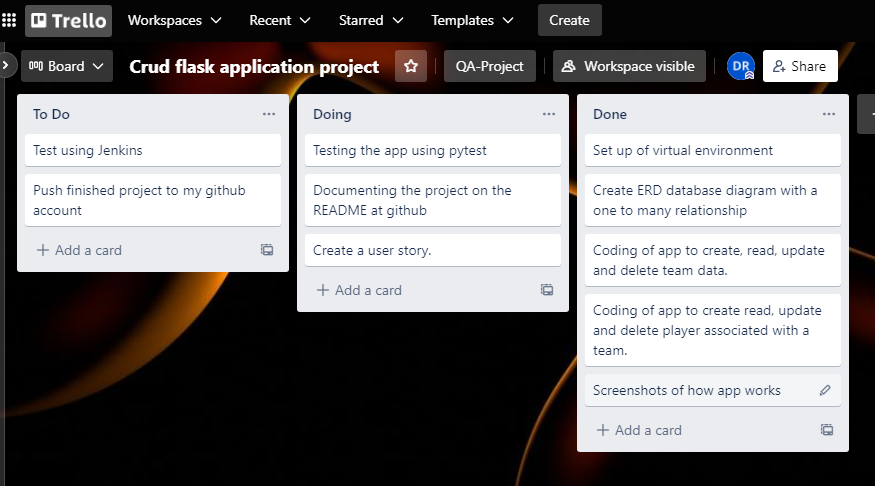 Trello Workspaces Recent Starred Templates Create
Board Crud flask application project QA-Project Workspace visible DR Share
To Do
Test using Jenkins
Push finished project to my github
account
+ Add a card
Doing
Testing the app using pytest
Documenting the project on the
README at github
Create a user story.
+ Add a card
Done
Set up of virtual environment
Create ERD database diagram with a
one to many relationship
Coding of app to create, read, update
and delete team data.
Coding of app to create read, update
and delete player associated with a
team.
Screenshots of how app works
+ Add a card